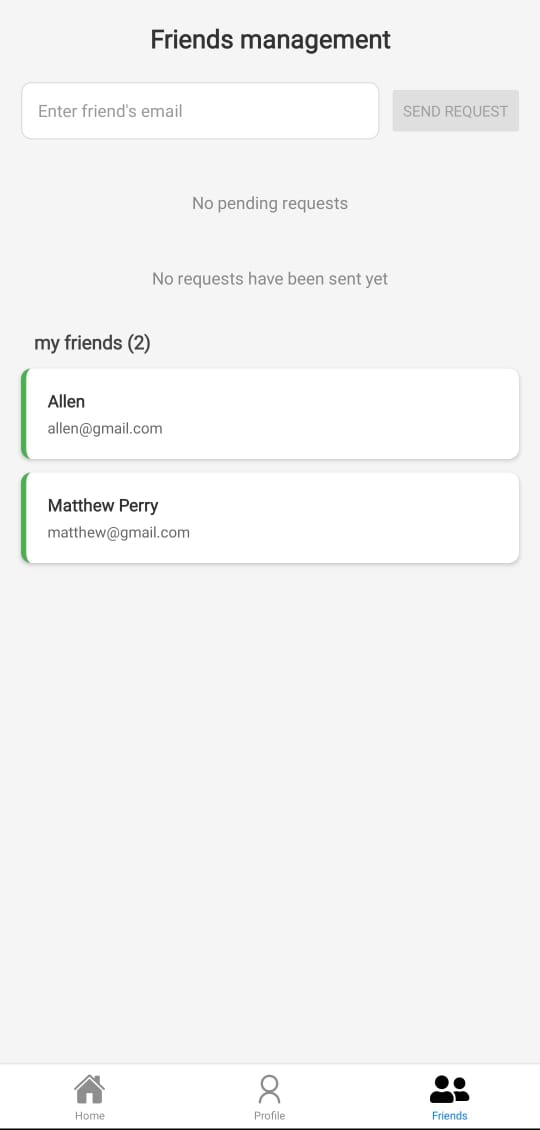 Friends management
Enter friend's email
SEND REQUEST
No pending requests
No requests have been sent yet
my friends (2)
Allen
allen@gmail.com
Matthew Perry
matthew@gmail.com
Home
Profile
Friends